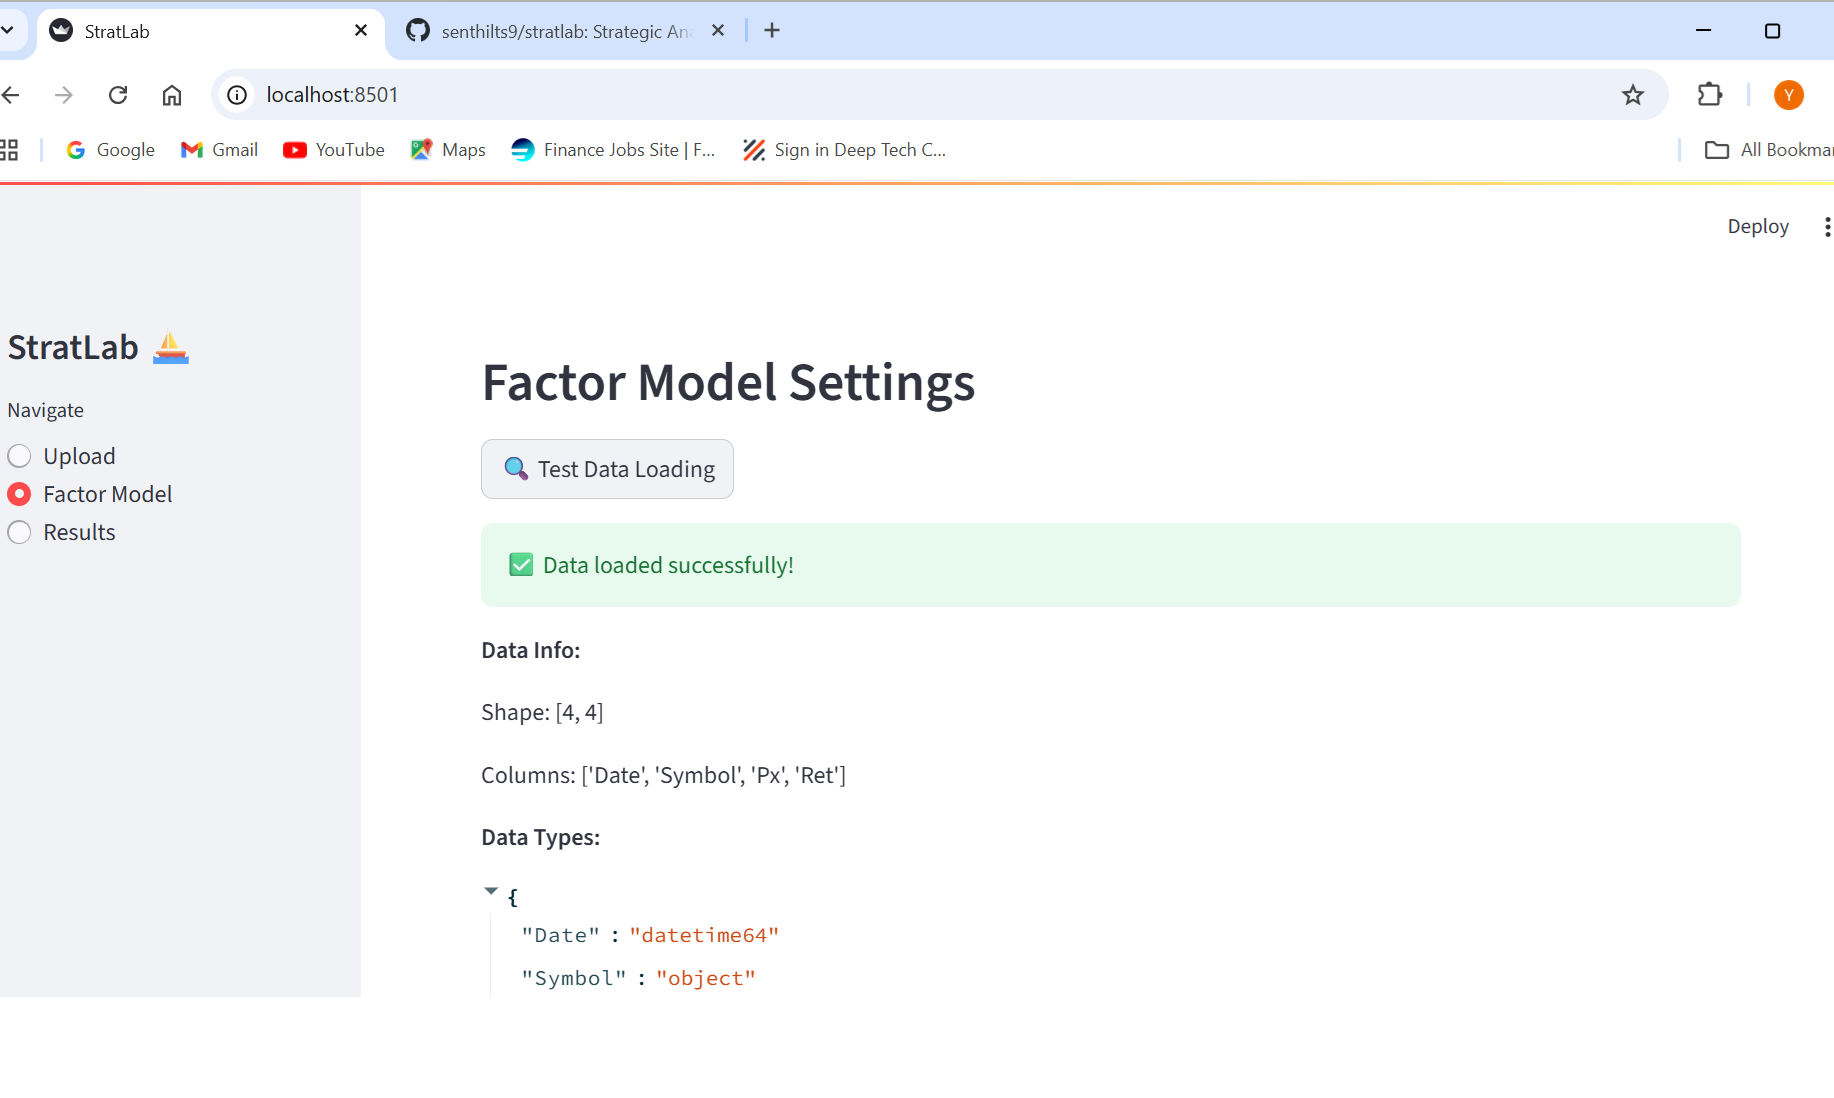 StratLab
senthilts9/stratlab: Strategic An
localhost:8501
Y
Google
Gmail
YouTube
Maps
Finance Jobs Site | F...
Sign in Deep Tech C...
All Bookmar
Deploy
StratLab
Navigate
Upload
Factor Model
Results
Factor Model Settings
Test Data Loading
Data loaded successfully!
Data Info:
Shape: [4, 4]
Columns: ['Date', 'Symbol', 'Px', 'Ret']
Data Types:
{
"Date" : "datetime64"
"Symbol" : "object"